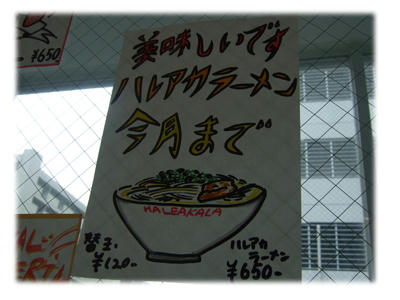 ¥650
美味しいです
ハレアカラーメン
今月まで
HALEAKALA
替玉
¥120-
ハレアカ
ラーメン
¥650-